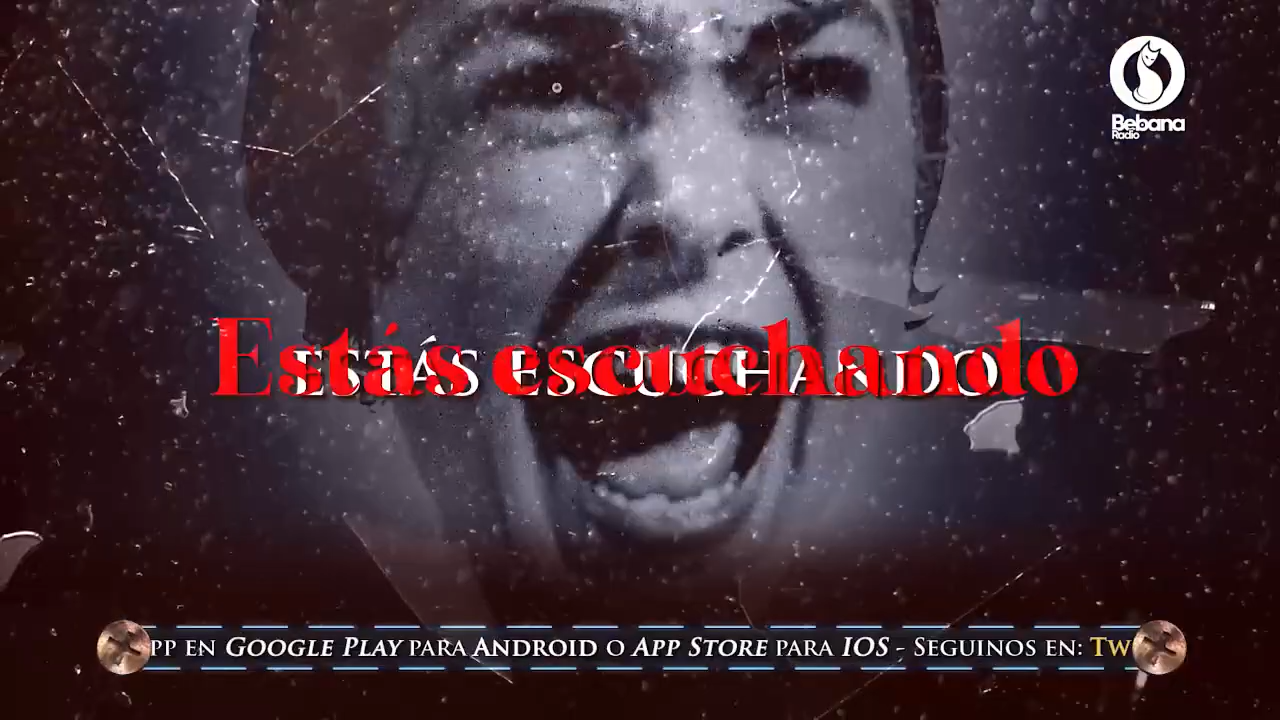 Bebana
Radio
Estás escuchando
ESTÁS ESCUCHANDO
PP EN GOOGLE PLAY PARA ANDROID O APP STORE PARA IOS - SEGUINOS EN: TW